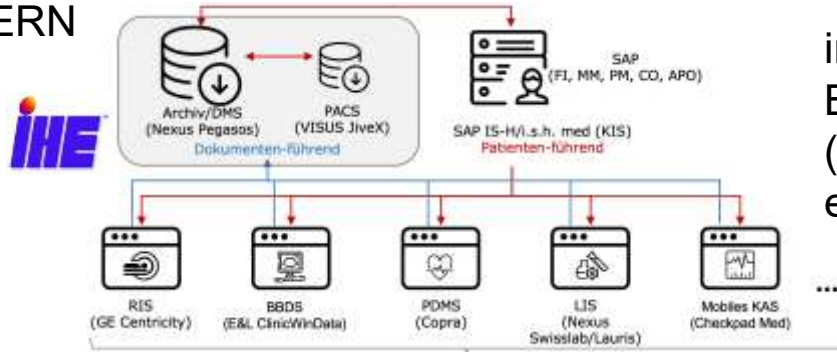 ERN
IHE
Archiv/DMS
(Nexus Pegasos)
PACS
(VISUS JiveX)
Dokumenten-führend
SAP
(FI, MM, PM, CO, APO)
SAP IS-H/i.s.h. med (KIS)
Patienten-führend
RIS
(GE Centricity)
BBDS
(E&L ClinicWinData)
PDMS
(Copra)
LIS
(Nexus
Swisslab/Lauris)
Mobiles KAS
(Checkpad Med)
...